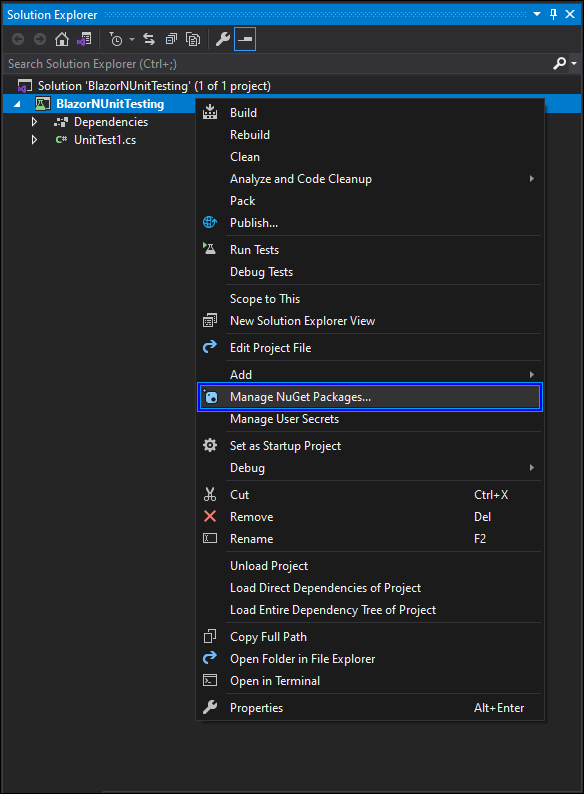 Solution Explorer
Search Solution Explorer (Ctrl+;)
Solution 'BlazorNUnitTesting' (1 of 1 project)
BlazorNUnitTesting
Dependencies
UnitTest1.cs
Build
Rebuild
Clean
Analyze and Code Cleanup
Pack
Publish...
Run Tests
Debug Tests
Scope to This
New Solution Explorer View
Edit Project File
Add
Manage NuGet Packages...
Manage User Secrets
Set as Startup Project
Debug
Cut Ctrl+X
Remove Del
Rename F2
Unload Project
Load Direct Dependencies of Project
Load Entire Dependency Tree of Project
Copy Full Path
Open Folder in File Explorer
Open in Terminal
Properties Alt+Enter